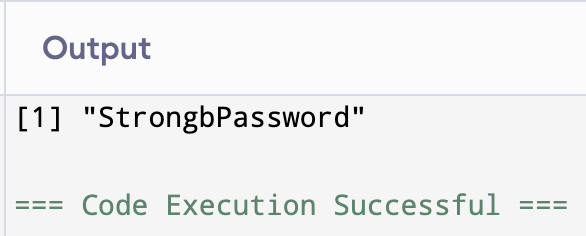 Output
[1] "StrongbPassword"
=== Code Execution Successful ===